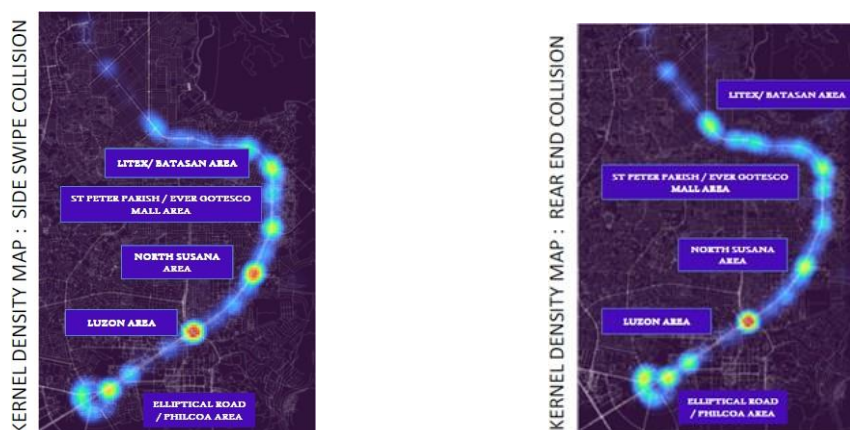 KERNEL DENSITY MAP : SIDE SWIPE COLLISION
LITEX/ BATASAN AREA
ST PETER PARISH / EVER GOTESCO
MALL AREA
NORTH SUSANA
AREA
LUZON AREA
ELLIPTICAL ROAD
/ PHILCOA AREA
KERNEL DENSITY MAP : REAR END COLLISION
LITEX/ BATASAN AREA
ST PETER PARISH / EVER GOTESCO
MALL AREA
NORTH SUSANA
AREA
LUZON AREA
ELLIPTICAL ROAD
/ PHILCOA AREA